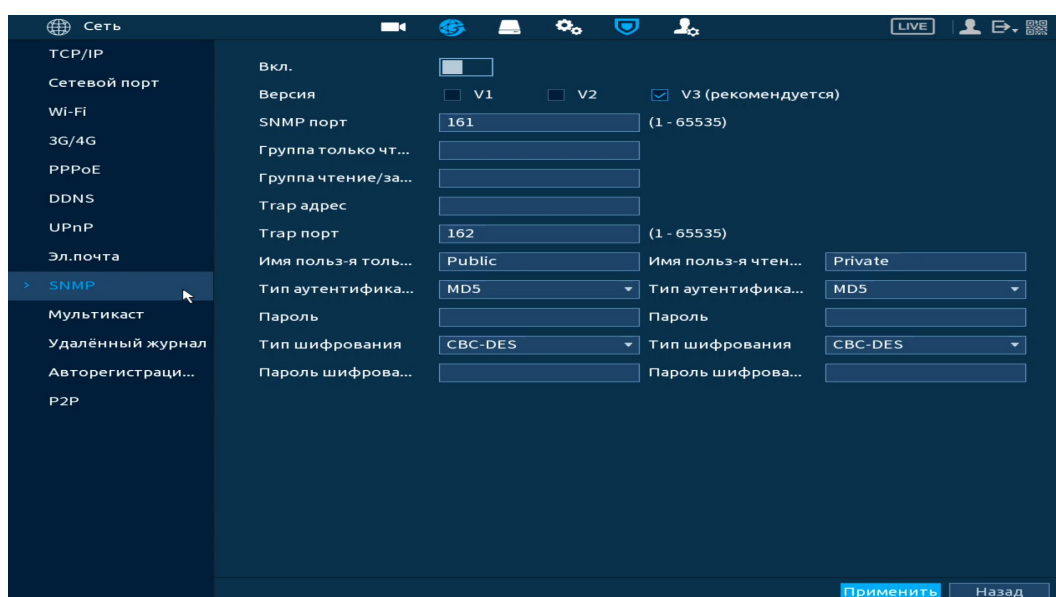 Сеть
LIVE
TCP/IP
Сетевой порт
Wi-Fi
3G/4G
PPPoE
DDNS
UPnP
Эл.почта
> SNMP
Мультикаст
Удалённый журнал
Авторегистраци...
P2P
Вкл.
Версия V1 V2 V3 (рекомендуется)
SNMP порт 161 (1 - 65535)
Группа только чт...
Группа чтение/за...
Trap адрес
Trap порт 162 (1 - 65535)
Имя польз-я толь... Public Имя польз-я чтен... Private
Тип аутентифика... MD5 Тип аутентифика... MD5
Пароль Пароль
Тип шифрования CBC-DES Тип шифрования CBC-DES
Пароль шифрова... Пароль шифрова...
Применить Назад